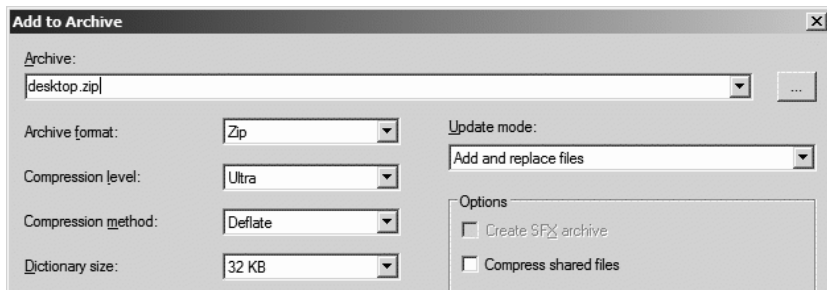 Add to Archive
Archive:
desktop.zip
...
Archive format: Zip
Update mode:
Add and replace files
Compression level: Ultra
Options
Compression method: Deflate
Create SFX archive
Dictionary size: 32 KB
Compress shared files